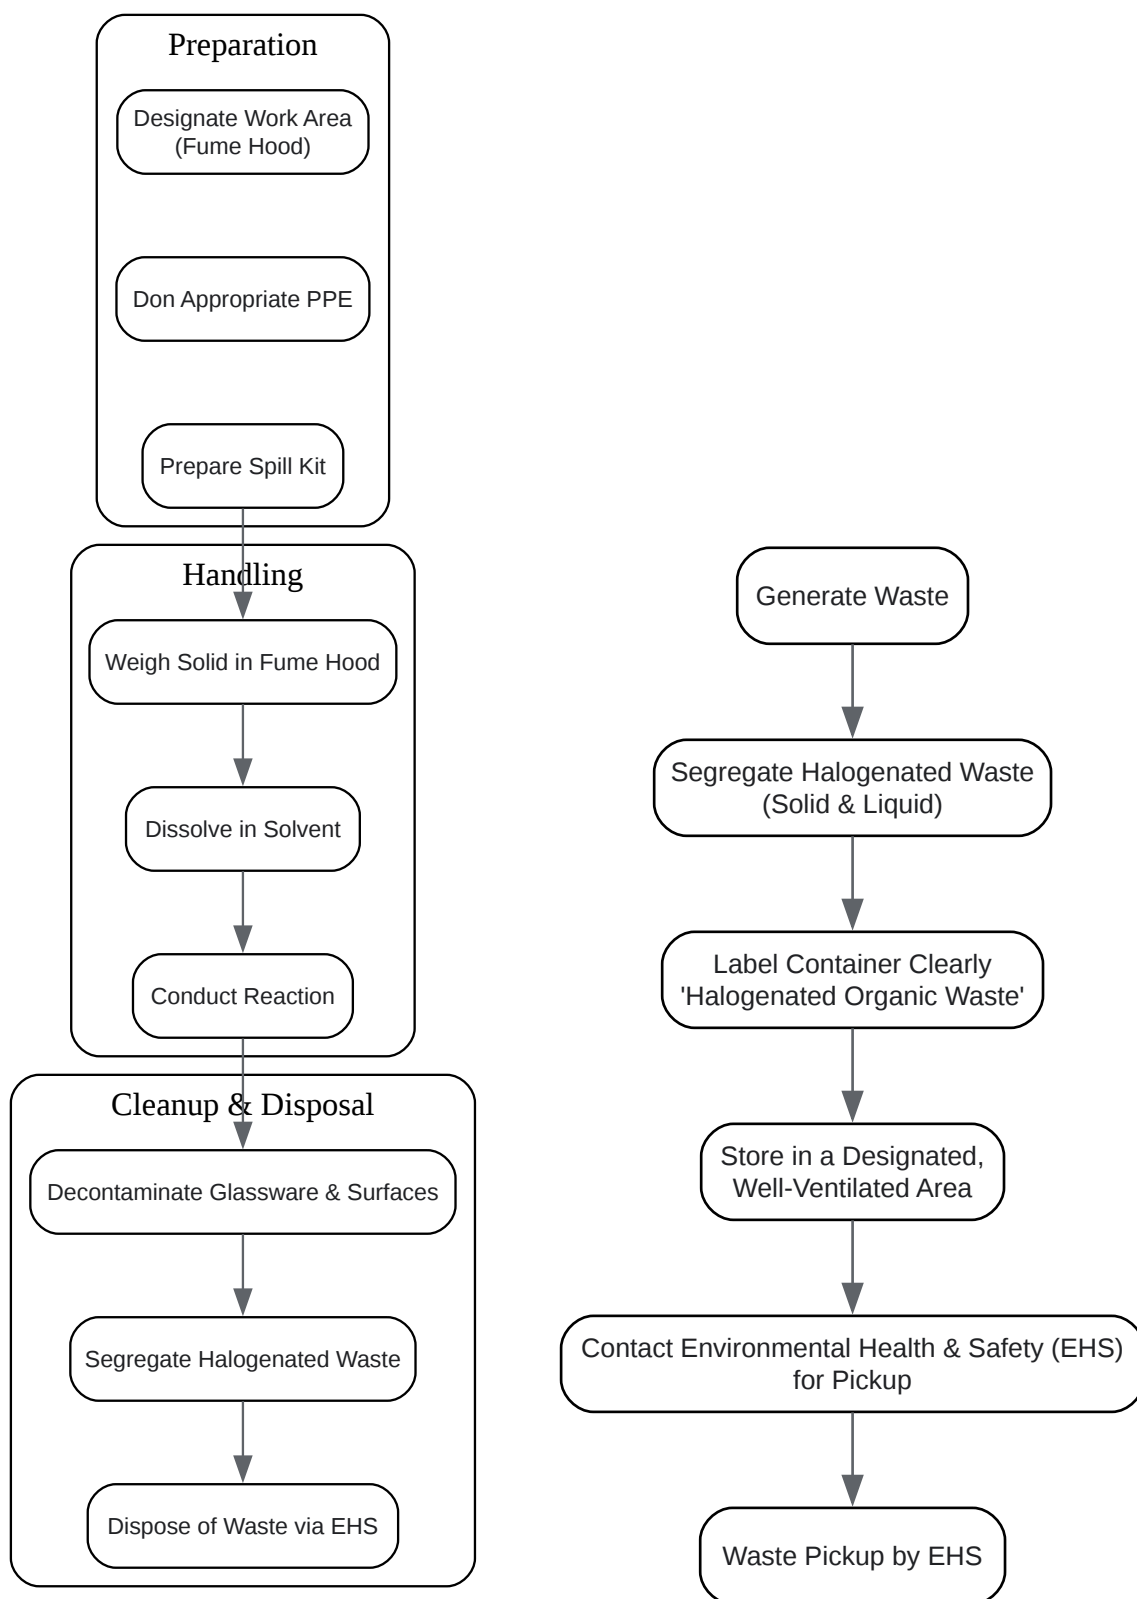 Preparation
Designate Work Area
(Fume Hood)
Don Appropriate PPE
Prepare Spill Kit
Handling
Weigh Solid in Fume Hood
Dissolve in Solvent
Conduct Reaction
Cleanup & Disposal
Decontaminate Glassware & Surfaces
Segregate Halogenated Waste
Dispose of Waste via EHS
Generate Waste
Segregate Halogenated Waste
(Solid & Liquid)
Label Container Clearly
'Halogenated Organic Waste'
Store in a Designated,
Well-Ventilated Area
Contact Environmental Health & Safety (EHS)
for Pickup
Waste Pickup by EHS